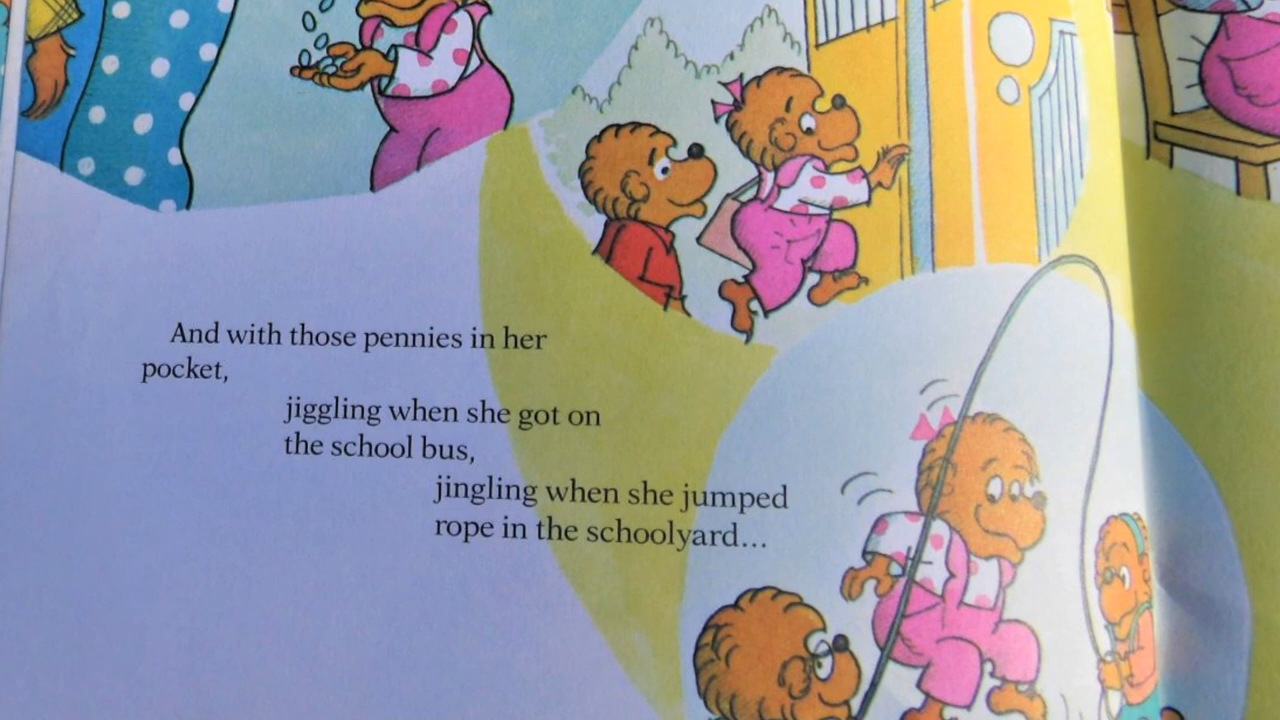 And with those pennies in her
pocket,
jiggling when she got on
the school bus,
jingling when she jumped
rope in the schoolyard...